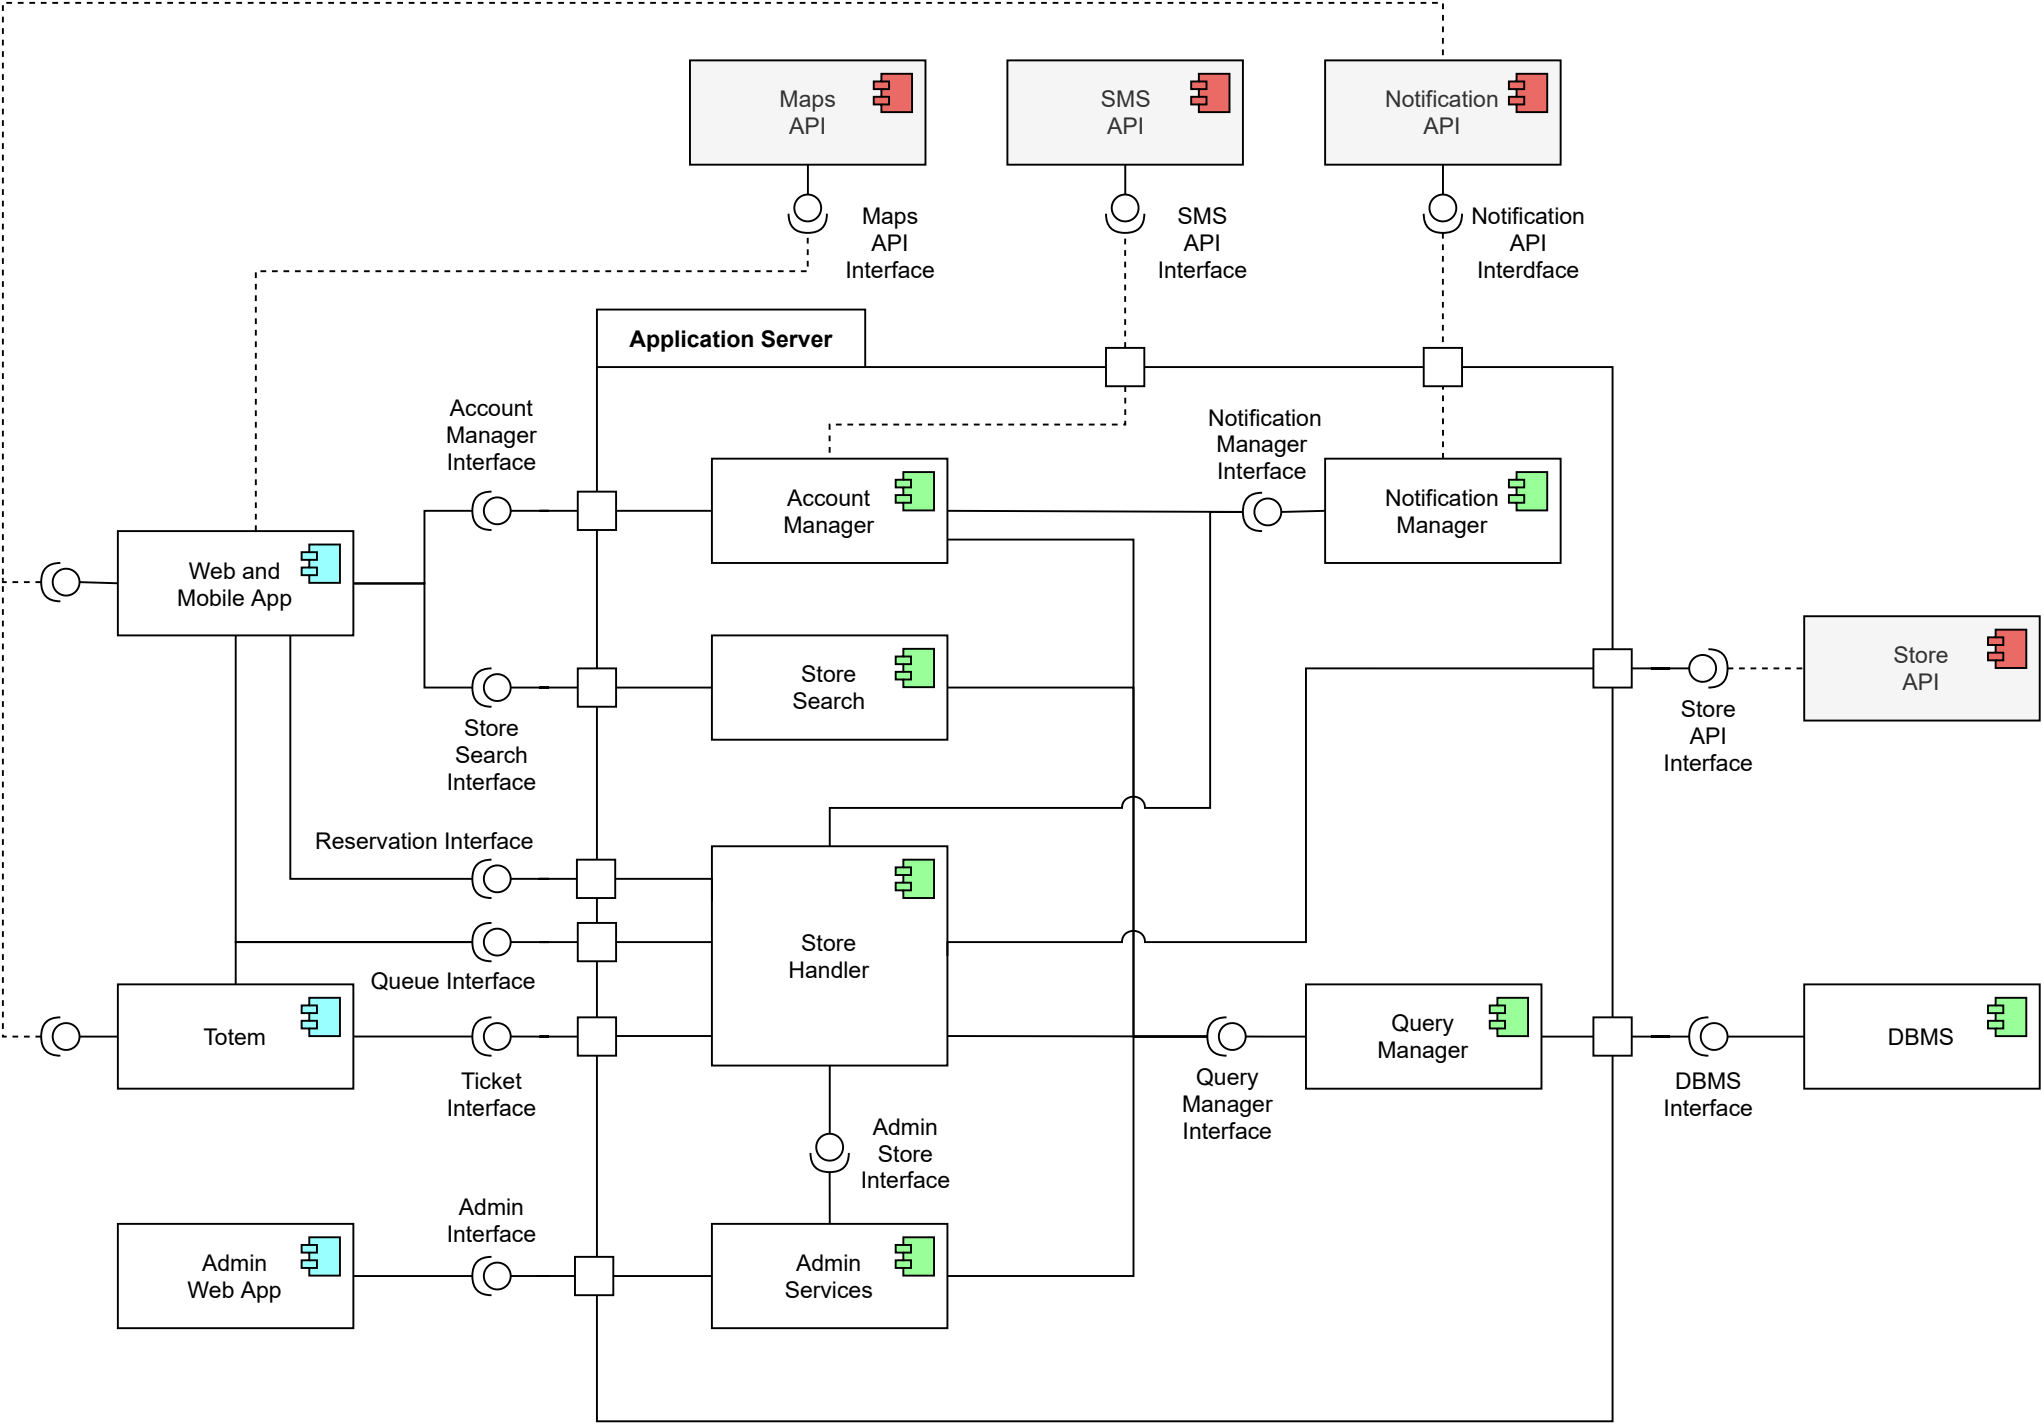 Maps
API
SMS
API
Notification
API
Maps
API
Interface
SMS
API
Interface
Notification
API
Interdface
Application Server
Account
Manager
Interface
Notification
Manager
Interface
Account
Manager
Notification
Manager
Web and
Mobile App
Store
Search
Store
API
Store
Search
Interface
Store
API
Interface
Reservation Interface
Store
Handler
Queue Interface
Totem
Query
Manager
DBMS
Ticket
Interface
Query
Manager
Interface
DBMS
Interface
Admin
Store
Interface
Admin
Interface
Admin
Web App
Admin
Services